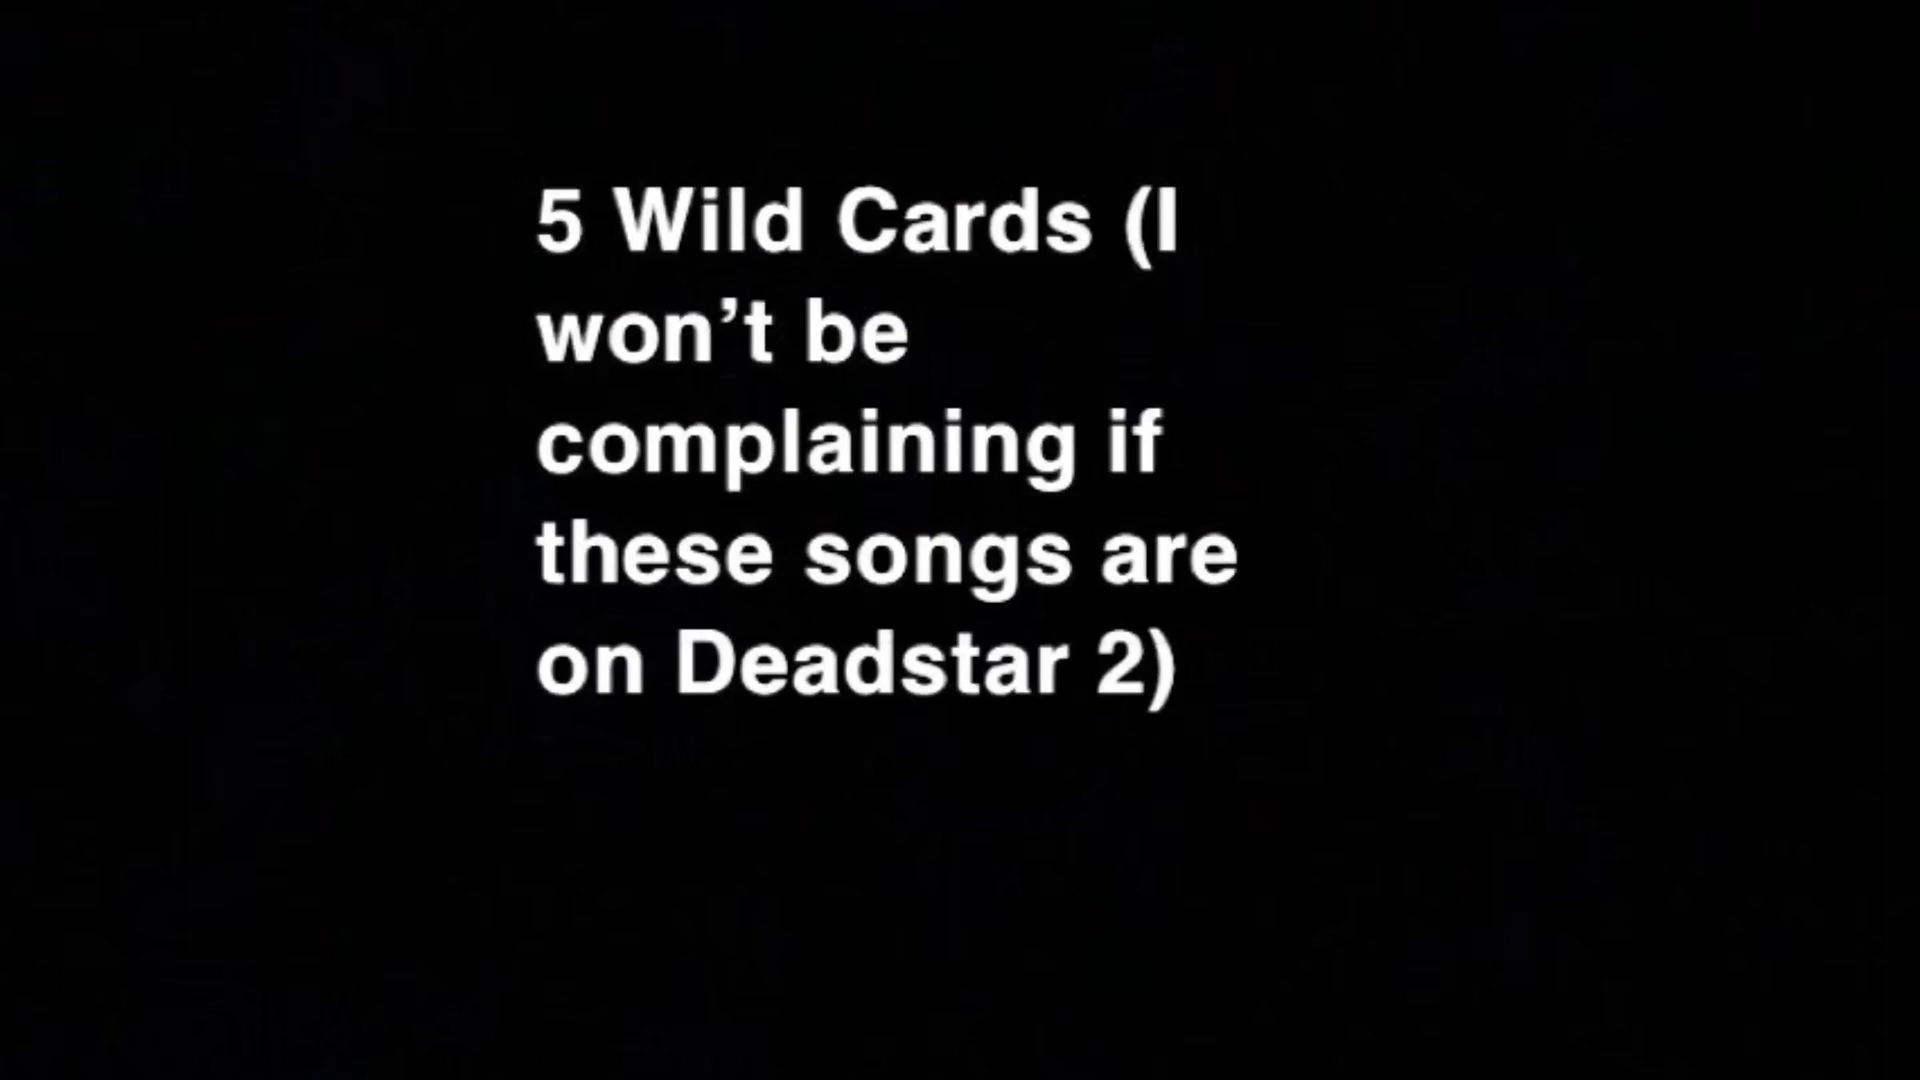 5 Wild Cards (I
won’t be
complaining if
these songs are
on Deadstar 2)